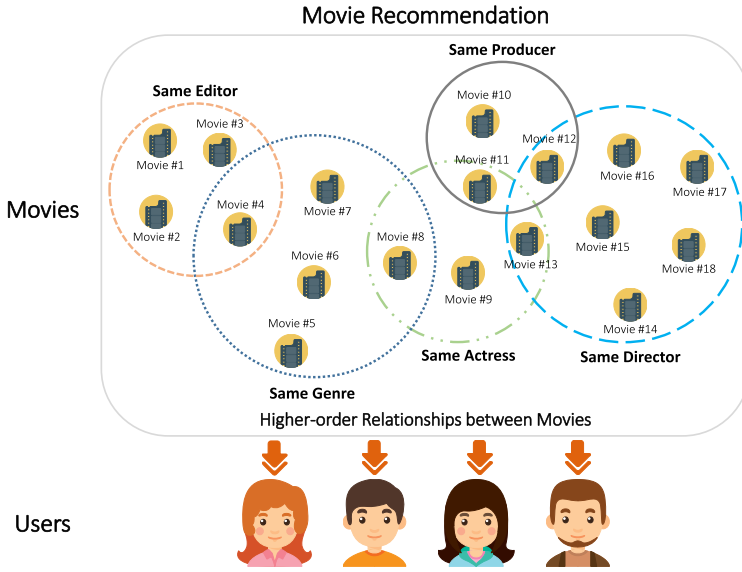 Movie Recommendation
Same Producer
Same Editor
Movie #10
Movie #3
Movie #12
Movie #1
Movie #11
Movie #16
Movie #17
Movie #4
Movie #7
Movies
Movie #2
Movie #8
Movie #15
Movie #6
Movie #13
Movie #18
Movie #9
Movie #5
Movie #14
Same Actress
Same Director
Same Genre
Higher-order Relationships between Movies
Users